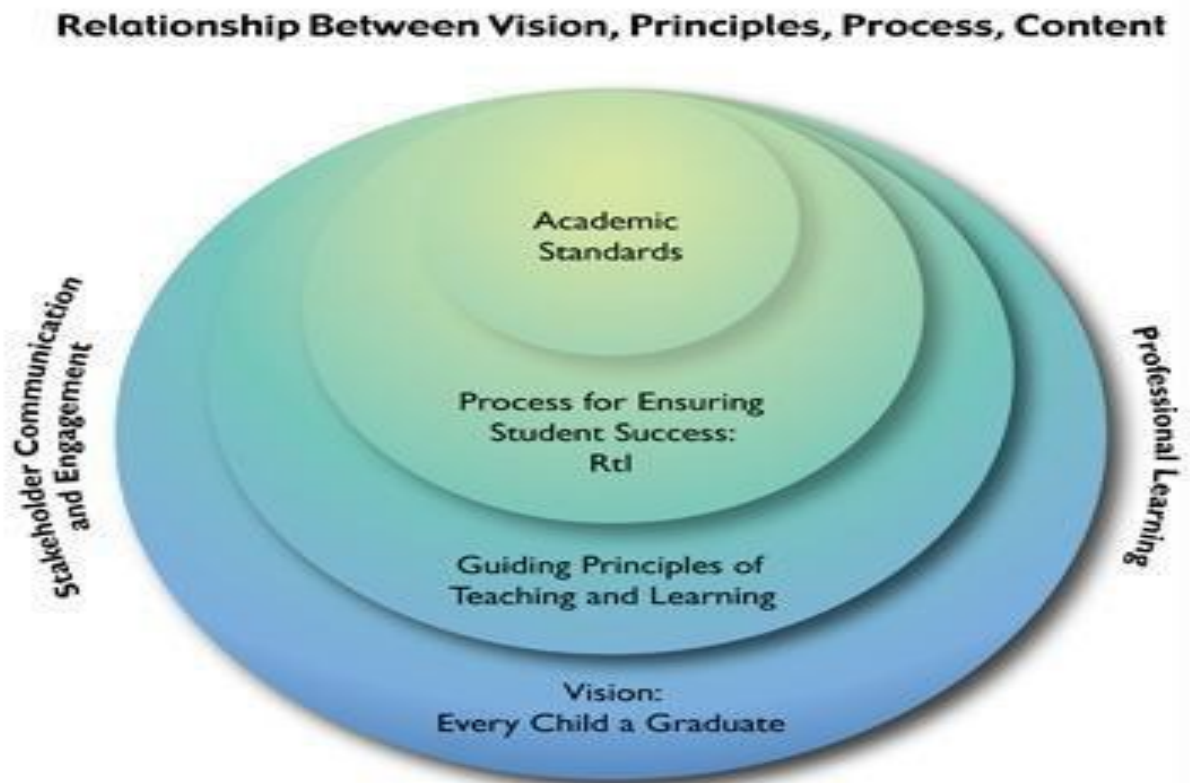 Relationship Between Vision, Principles, Process, Content
Academic
Standards
Process for Ensuring
Student Success:
RtI
Guiding Principles of
Teaching and Learning
Vision:
Every Child a Graduate
Stakeholder Communication
and Engagement
Professional Learning